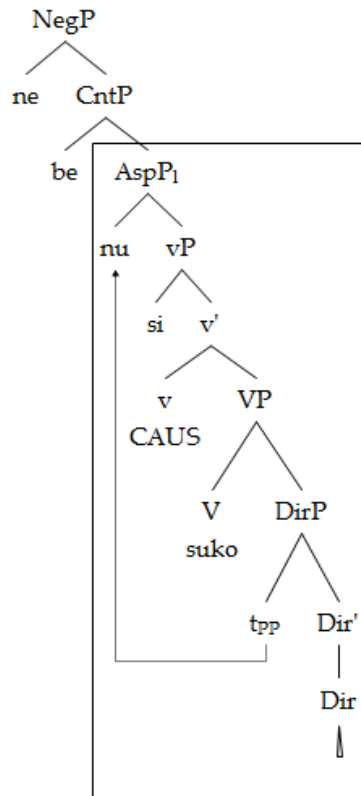 NegP
ne CntP
be AspP₁
nu vP
si v'
v VP
CAUS
V DirP
suko
tPP Dir'
Dir